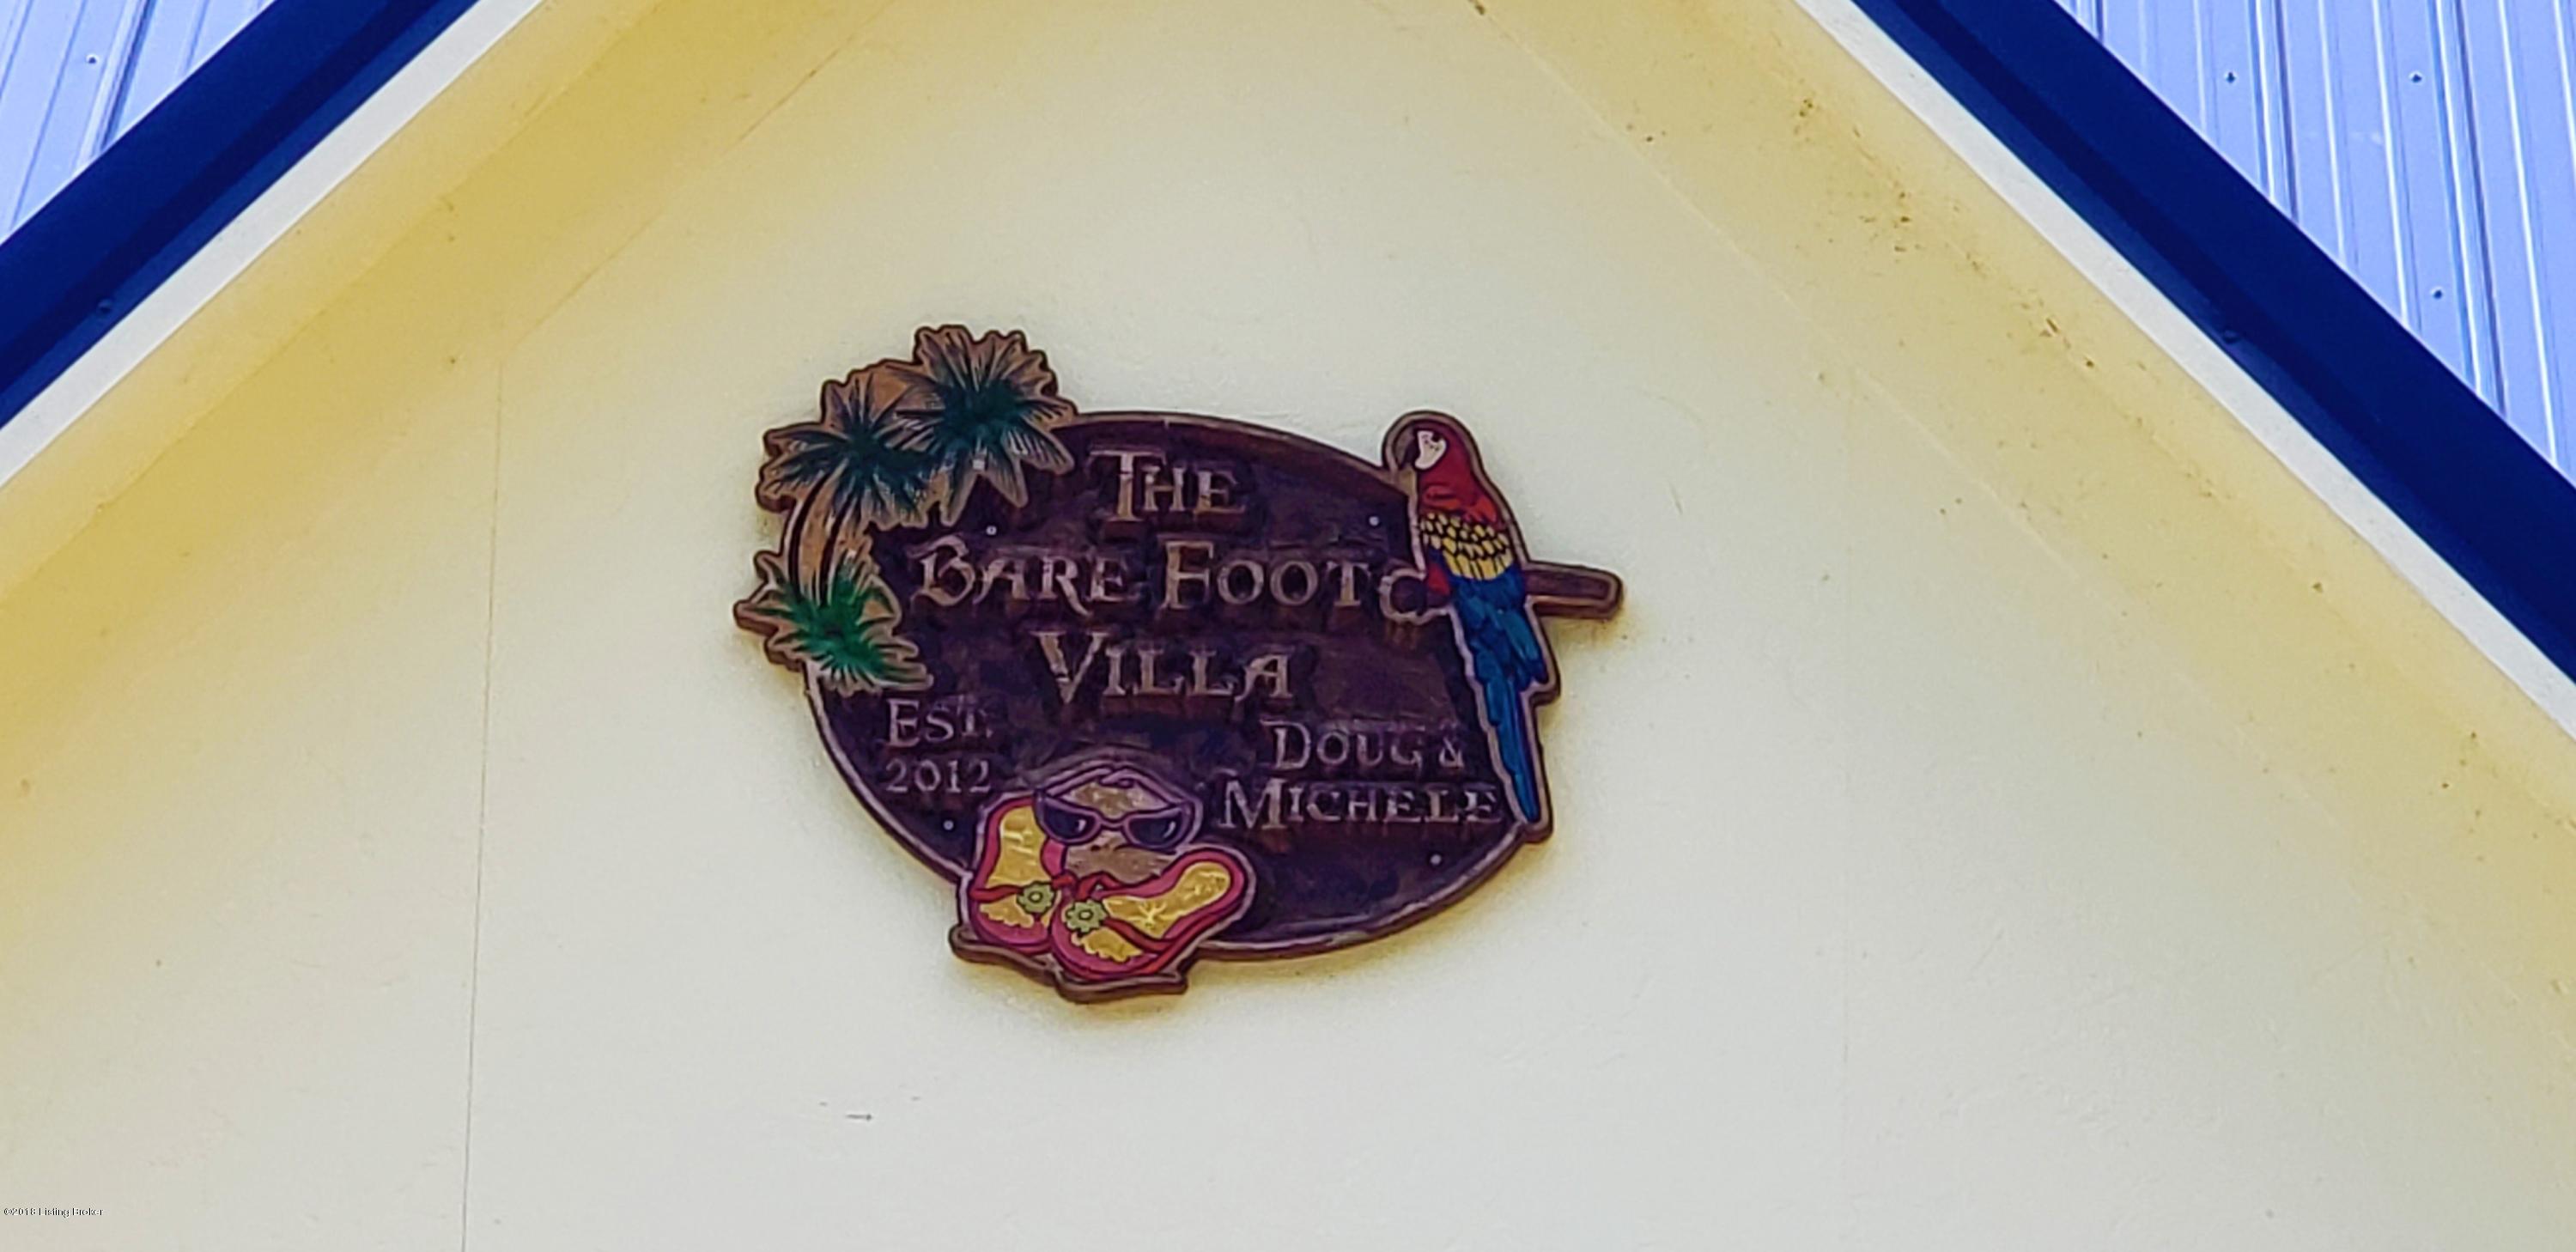 THE
BARE FOOT
VILLA
EST.
2012
DOUG &
MICHELE
©2018 Listing Broker